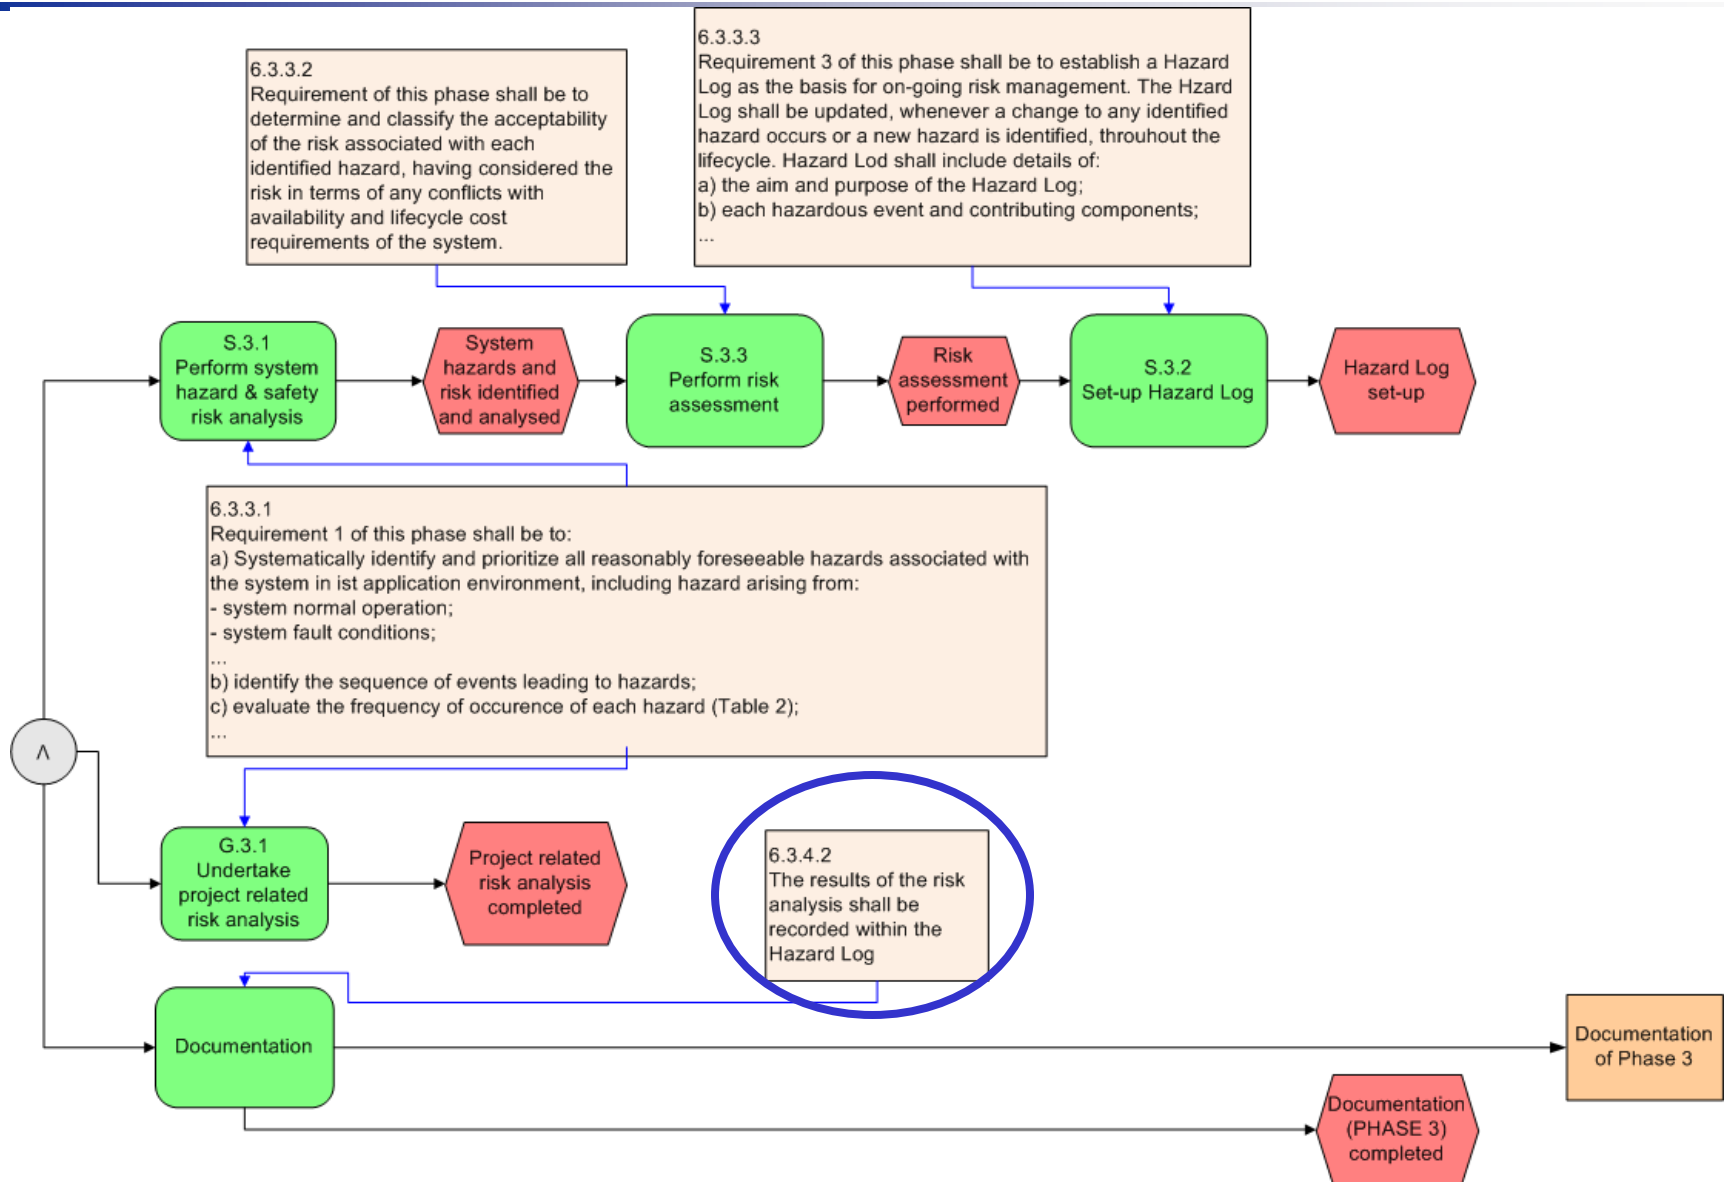 6.3.3.3
Requirement 3 of this phase shall be to establish a Hazard
Log as the basis for on-going risk management. The Hzard
Log shall be updated, whenever a change to any identified
hazard occurs or a new hazard is identified, throuhout the
lifecycle. Hazard Lod shall include details of:
a) the aim and purpose of the Hazard Log;
b) each hazardous event and contributing components;
...
6.3.3.2
Requirement of this phase shall be to
determine and classify the acceptability
of the risk associated with each
identified hazard, having considered the
risk in terms of any conflicts with
availability and lifecycle cost
requirements of the system.
S.3.1
Perform system
hazard & safety
risk analysis
System
hazards and
risk identified
and analysed
S.3.3
Perform risk
assessment
Risk
assessment
performed
S.3.2
Set-up Hazard Log
Hazard Log
set-up
6.3.3.1
Requirement 1 of this phase shall be to:
a) Systematically identify and prioritize all reasonably foreseeable hazards associated with
the system in ist application environment, including hazard arising from:
- system normal operation;
- system fault conditions;
...
b) identify the sequence of events leading to hazards;
c) evaluate the frequency of occurence of each hazard (Table 2);
...
Λ
G.3.1
Undertake
project related
risk analysis
Project related
risk analysis
completed
6.3.4.2
The results of the risk
analysis shall be
recorded within the
Hazard Log
Documentation
Documentation
of Phase 3
Documentation
(PHASE 3)
completed